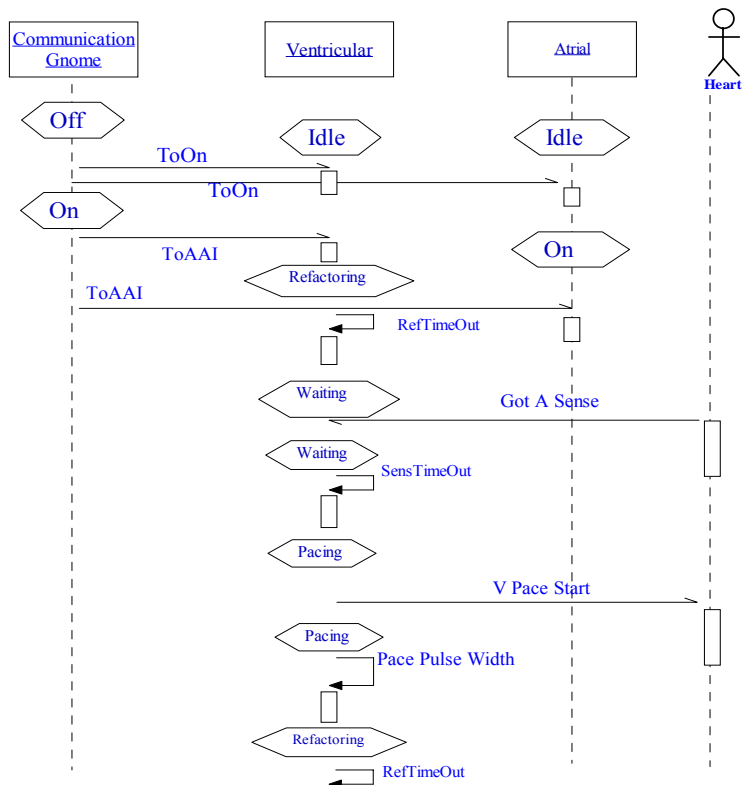 Communication
Gnome
Ventricular
Atrial
Heart
Off
Idle
Idle
ToOn
ToOn
On
ToAAI
On
Refactoring
ToAAI
RefTimeOut
Waiting
Got A Sense
Waiting
SensTimeOut
Pacing
V Pace Start
Pacing
Pace Pulse Width
Refactoring
RefTimeOut